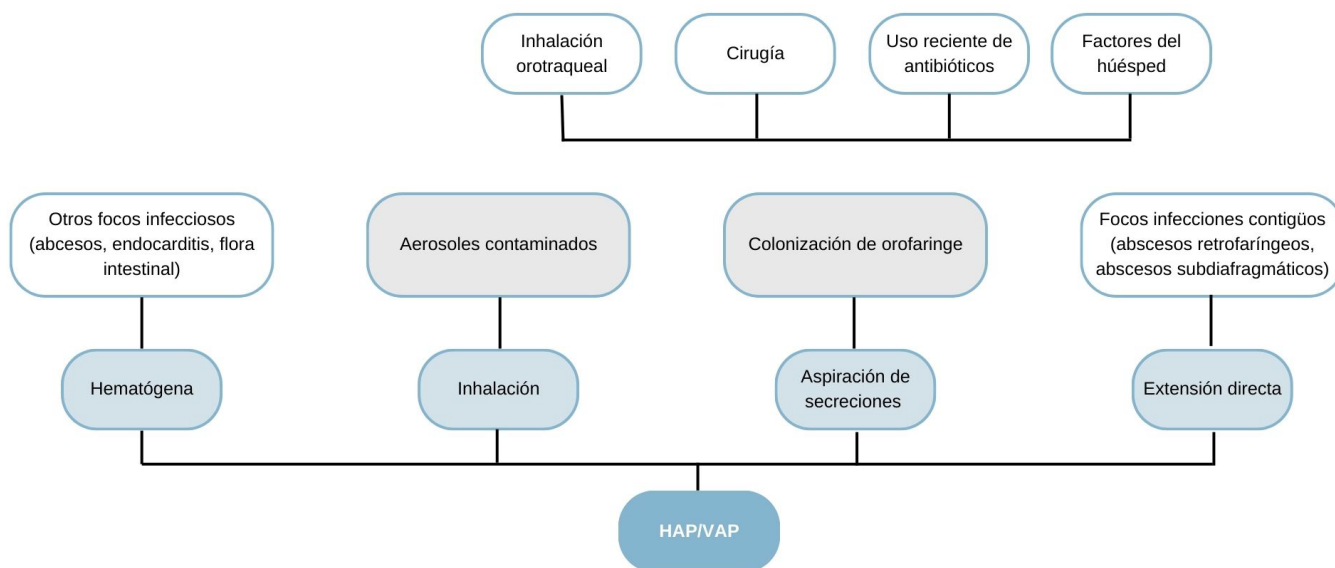 Inhalación
orotraqueal
Cirugía
Uso reciente de
antibióticos
Factores del
húésped
Otros focos infecciosos
(abcesos, endocarditis, flora
intestinal)
Aerosoles contaminados
Colonización de orofaringe
Focos infecciones contigüos
(abscesos retrofaríngeos,
abscesos subdiafragmáticos)
Hematógena
Inhalación
Aspiración de
secreciones
Extensión directa
HAP/VAP